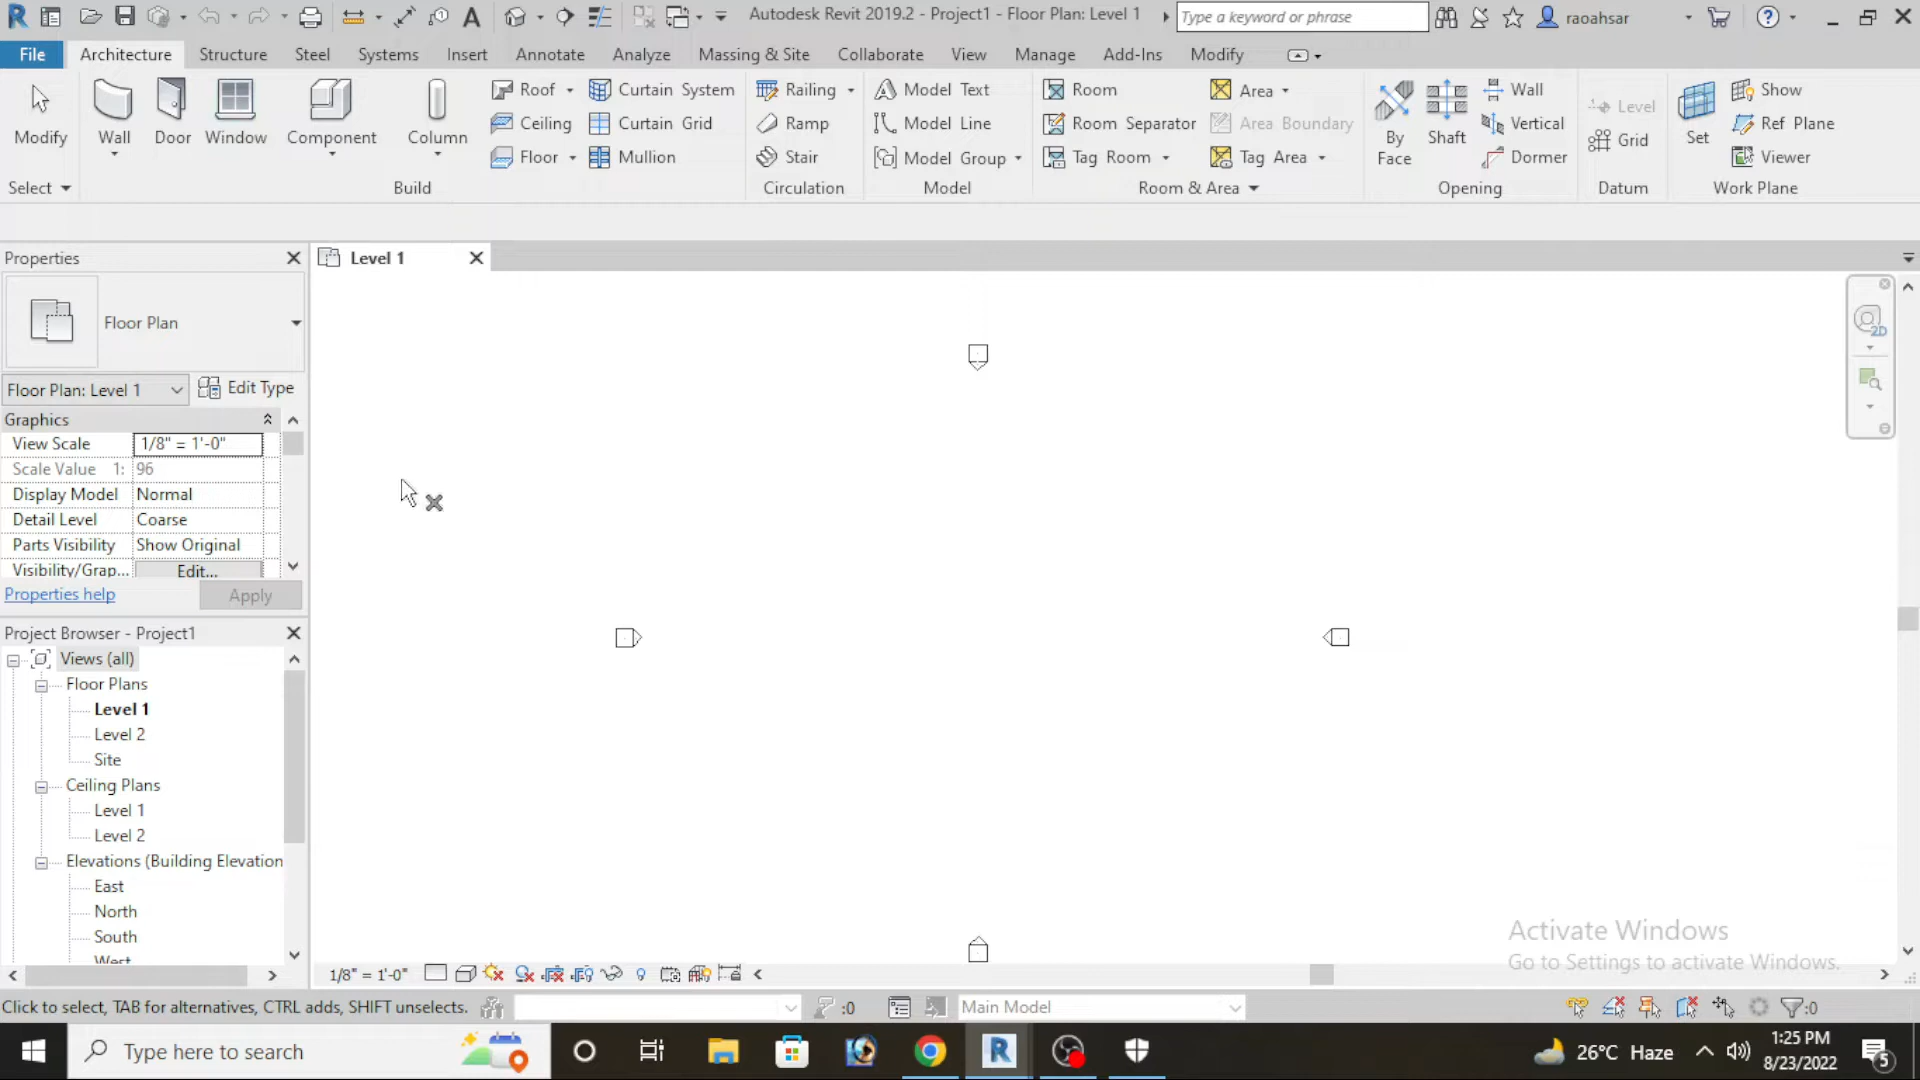 Autodesk Revit 2019.2 - Project1 - Floor Plan: Level 1
Type a keyword or phrase
raoahsar
File Architecture Structure Steel Systems Insert Annotate Analyze Massing & Site Collaborate View Manage Add-Ins Modify
Modify
Select
Wall
Door
Window
Component
Column
Roof
Ceiling
Floor
Curtain System
Curtain Grid
Mullion
Build
Railing
Ramp
Stair
Circulation
Model Text
Model Line
Model Group
Model
Room
Room Separator
Tag Room
Area
Area Boundary
Tag Area
Room & Area
By
Face
Shaft
Wall
Vertical
Dormer
Opening
Level
Grid
Datum
Set
Show
Ref Plane
Viewer
Work Plane
Properties
Floor Plan
Floor Plan: Level 1
Edit Type
Graphics
View Scale 1/8" = 1'-0"
Scale Value 1: 96
Display Model Normal
Detail Level Coarse
Parts Visibility Show Original
Visibility/Grap... Edit...
Properties help
Apply
Project Browser - Project1
Views (all)
Floor Plans
Level 1
Level 2
Site
Ceiling Plans
Level 1
Level 2
Elevations (Building Elevation
East
North
South
West
Level 1
2D
Activate Windows
Go to Settings to activate Windows.
1/8" = 1'-0"
Click to select, TAB for alternatives, CTRL adds, SHIFT unselects.
:0
Main Model
:0
Type here to search
26°C Haze
1:25 PM
8/23/2022
5